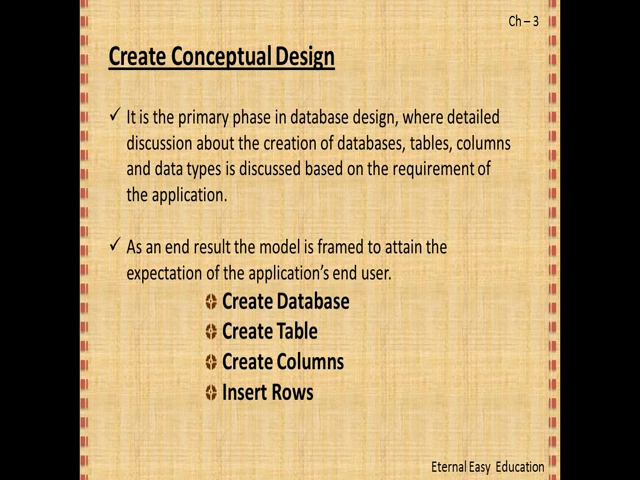 Ch – 3
Create Conceptual Design
✓ It is the primary phase in database design, where detailed
discussion about the creation of databases, tables, columns
and data types is discussed based on the requirement of
the application.
✓ As an end result the model is framed to attain the
expectation of the application’s end user.
Create Database
Create Table
Create Columns
Insert Rows
Eternal Easy Education